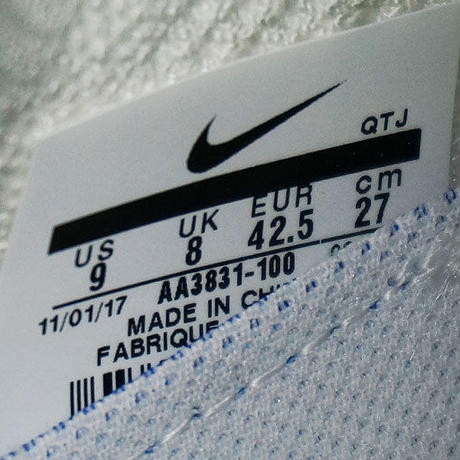 QTJ
US UK EUR cm
9 8 42.5 27
AA3831-100
11/01/17
MADE IN
FABRIQUE